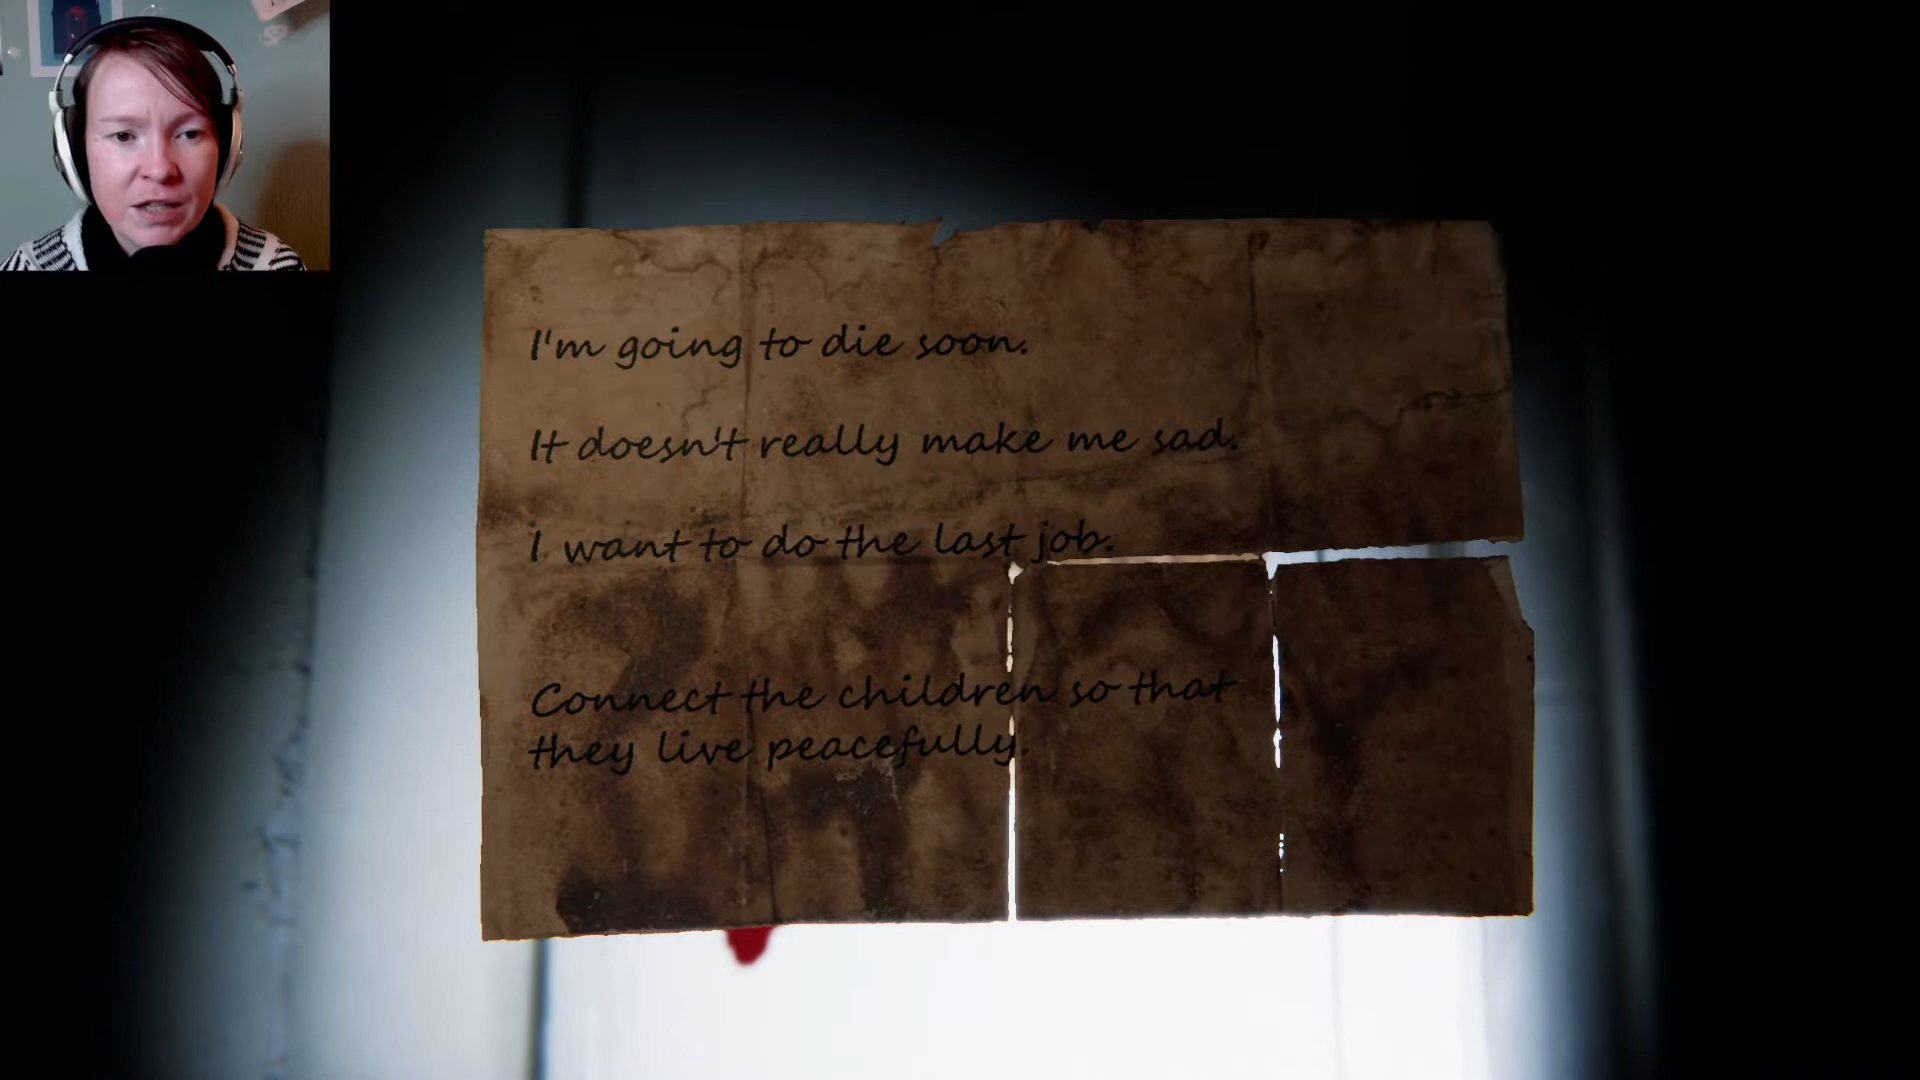 I'm going to die soon.
It doesn't really make me sad.
I want to do the last job.
Connect the children so that
they live peacefully.